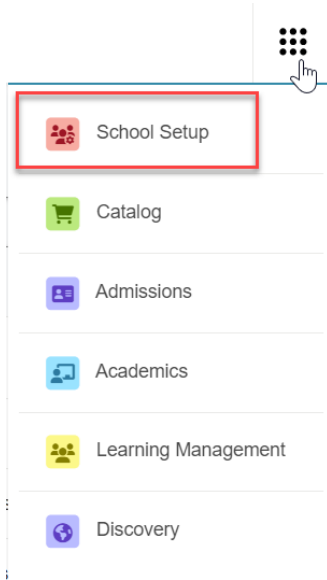 School Setup
Catalog
Admissions
Academics
Learning Management
Discovery